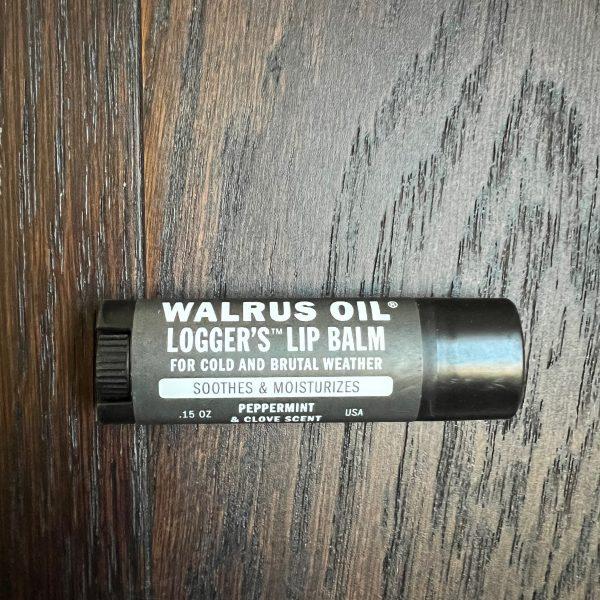 WALRUS OIL®
LOGGER'S™ LIP BALM
FOR COLD AND BRUTAL WEATHER
SOOTHES & MOISTURIZES
.15 OZ PEPPERMINT USA
& CLOVE SCENT